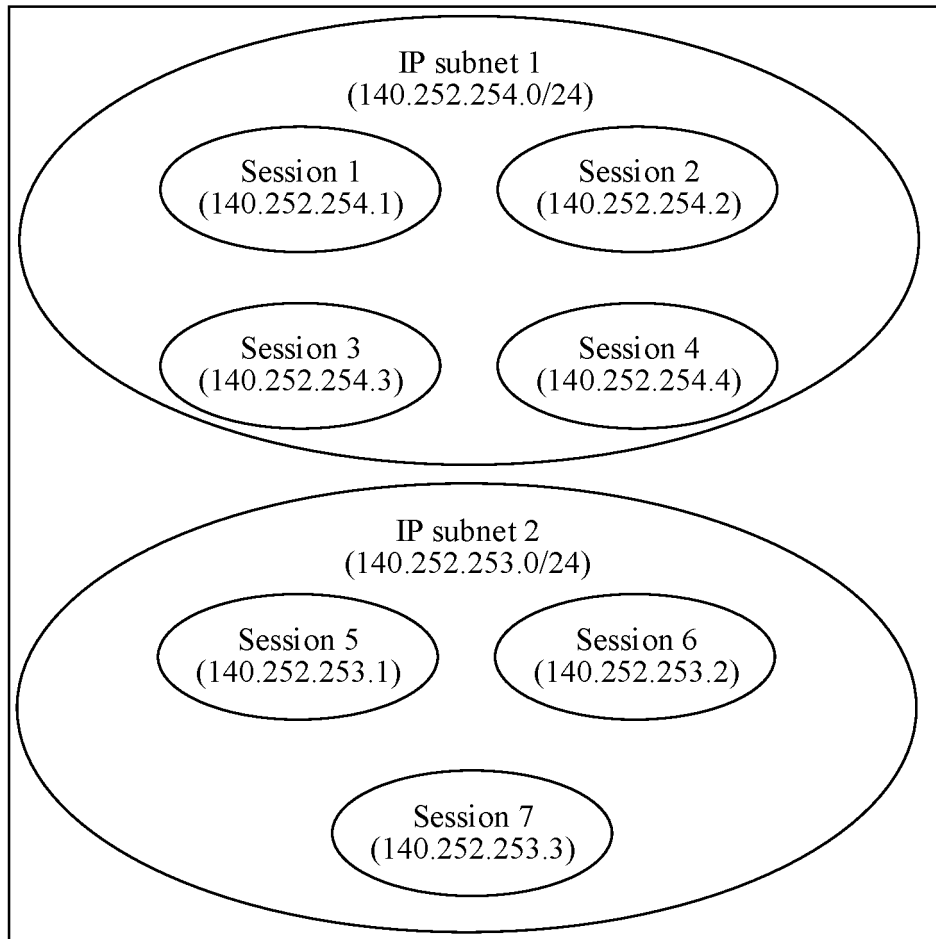 IP subnet 1
(140.252.254.0/24)
Session 1
(140.252.254.1)
Session 2
(140.252.254.2)
Session 3
(140.252.254.3)
Session 4
(140.252.254.4)
IP subnet 2
(140.252.253.0/24)
Session 5
(140.252.253.1)
Session 6
(140.252.253.2)
Session 7
(140.252.253.3)